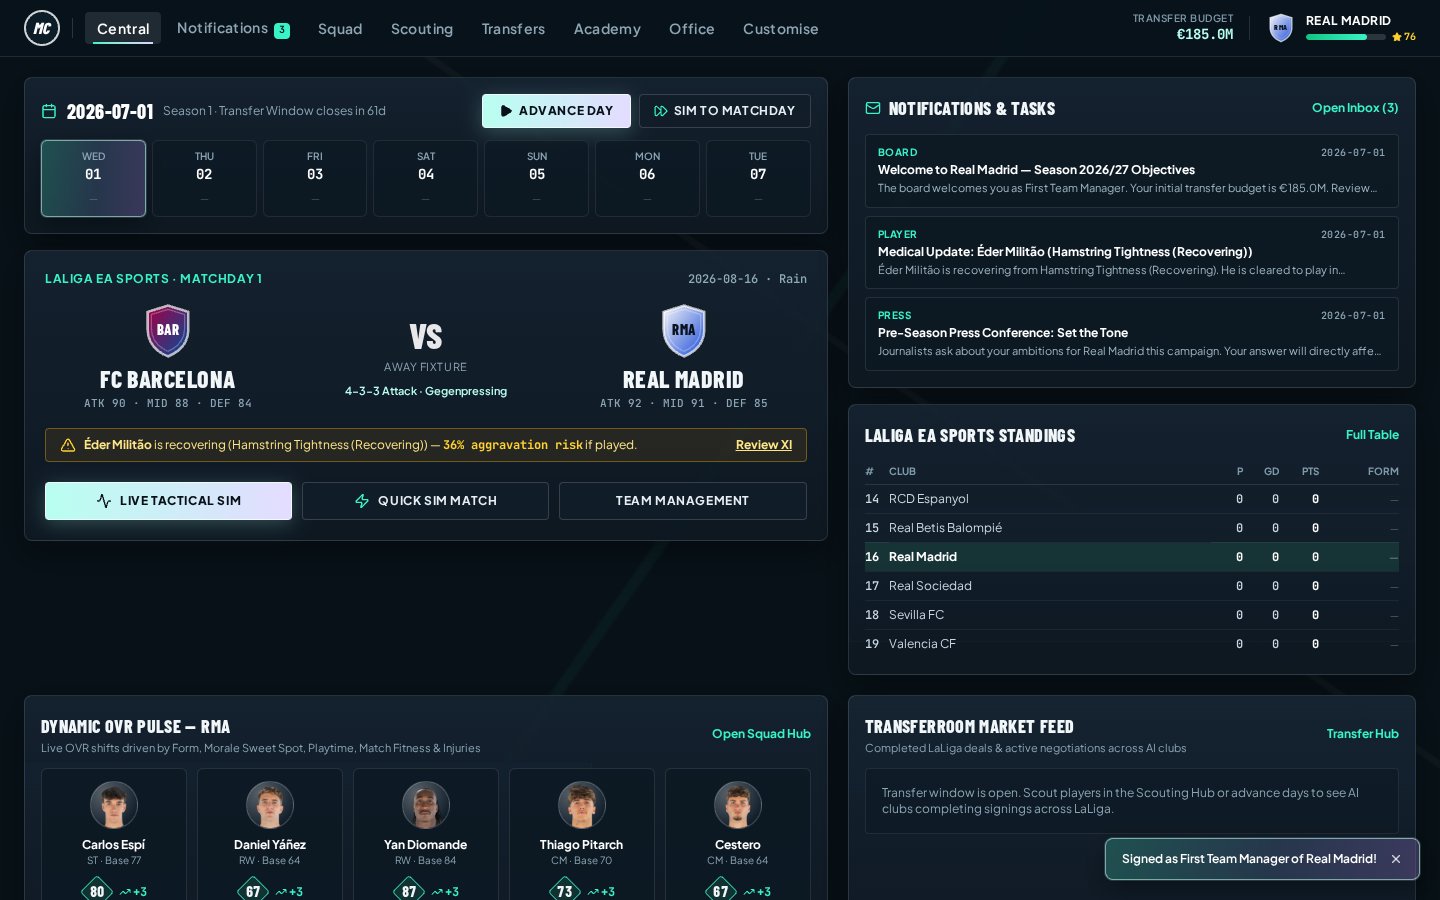 MC
Central
Notifications 3
Squad
Scouting
Transfers
Academy
Office
Customise
TRANSFER BUDGET
€185.0M
RMA
REAL MADRID
76
2026-07-01 Season 1 · Transfer Window closes in 61d
ADVANCE DAY
SIM TO MATCHDAY
WED
01
—
THU
02
—
FRI
03
—
SAT
04
—
SUN
05
—
MON
06
—
TUE
07
—
LALIGA EA SPORTS · MATCHDAY 1
2026-08-16 · Rain
BAR
FC BARCELONA
ATK 90 · MID 88 · DEF 84
VS
AWAY FIXTURE
4-3-3 Attack · Gegenpressing
RMA
REAL MADRID
ATK 92 · MID 91 · DEF 85
Éder Militão is recovering (Hamstring Tightness (Recovering)) — 36% aggravation risk if played.
Review XI
LIVE TACTICAL SIM
QUICK SIM MATCH
TEAM MANAGEMENT
NOTIFICATIONS & TASKS
Open Inbox (3)
BOARD 2026-07-01
Welcome to Real Madrid — Season 2026/27 Objectives
The board welcomes you as First Team Manager. Your initial transfer budget is €185.0M. Review...
PLAYER 2026-07-01
Medical Update: Éder Militão (Hamstring Tightness (Recovering))
Éder Militão is recovering from Hamstring Tightness (Recovering). He is cleared to play in...
PRESS 2026-07-01
Pre-Season Press Conference: Set the Tone
Journalists ask about your ambitions for Real Madrid this campaign. Your answer will directly affe...
LALIGA EA SPORTS STANDINGS
Full Table
# CLUB P GD PTS FORM
14 RCD Espanyol 0 0 0 —
15 Real Betis Balompié 0 0 0 —
16 Real Madrid 0 0 0 —
17 Real Sociedad 0 0 0 —
18 Sevilla FC 0 0 0 —
19 Valencia CF 0 0 0 —
DYNAMIC OVR PULSE — RMA
Live OVR shifts driven by Form, Morale Sweet Spot, Playtime, Match Fitness & Injuries
Open Squad Hub
Carlos Espí
ST · Base 77
80 +3
Daniel Yáñez
RW · Base 64
67 +3
Yan Diomande
RW · Base 84
87 +3
Thiago Pitarch
CM · Base 70
73 +3
Cestero
CM · Base 64
67 +3
TRANSFERROOM MARKET FEED
Completed LaLiga deals & active negotiations across AI clubs
Transfer Hub
Transfer window is open. Scout players in the Scouting Hub or advance days to see AI
clubs completing signings across LaLiga.
Signed as First Team Manager of Real Madrid! ×